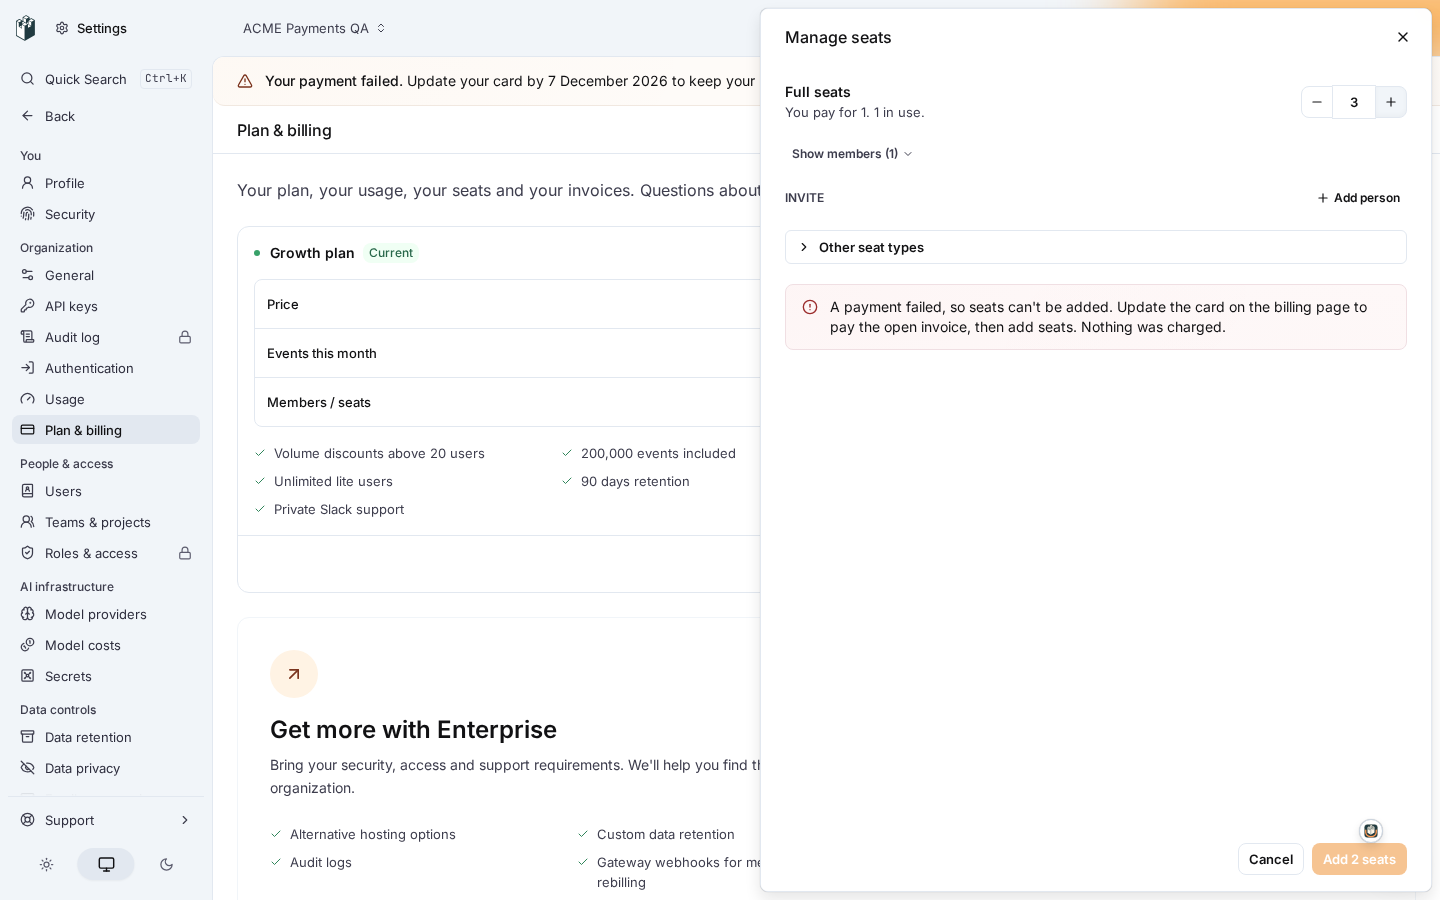 Settings
ACME Payments QA
Quick Search Ctrl+K
Back
You
Profile
Security
Organization
General
API keys
Audit log
Authentication
Usage
Plan & billing
People & access
Users
Teams & projects
Roles & access
AI infrastructure
Model providers
Model costs
Secrets
Data controls
Data retention
Data privacy
Support
Your payment failed. Update your card by 7 December 2026 to keep your
Plan & billing
Your plan, your usage, your seats and your invoices. Questions about
Growth plan Current
Price
Events this month
Members / seats
Volume discounts above 20 users
200,000 events included
Unlimited lite users
90 days retention
Private Slack support
Get more with Enterprise
Bring your security, access and support requirements. We'll help you find
organization.
Alternative hosting options
Custom data retention
Audit logs
Gateway webhooks for
rebilling
Manage seats
Full seats
You pay for 1. 1 in use.
3
Show members (1)
INVITE
Add person
Other seat types
A payment failed, so seats can't be added. Update the card on the billing page to
pay the open invoice, then add seats. Nothing was charged.
Cancel
Add 2 seats